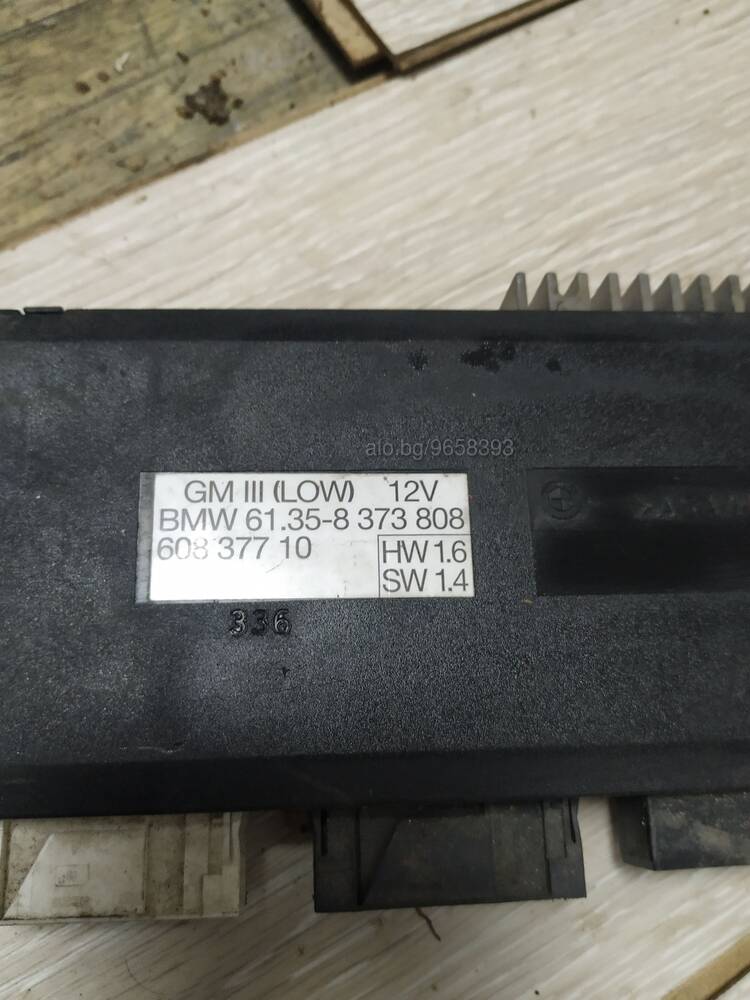 alo.bg/9658393
GM III (LOW) 12V
BMW 61.35-8 373 808
608 377 10
HW 1.6
SW 1.4
336